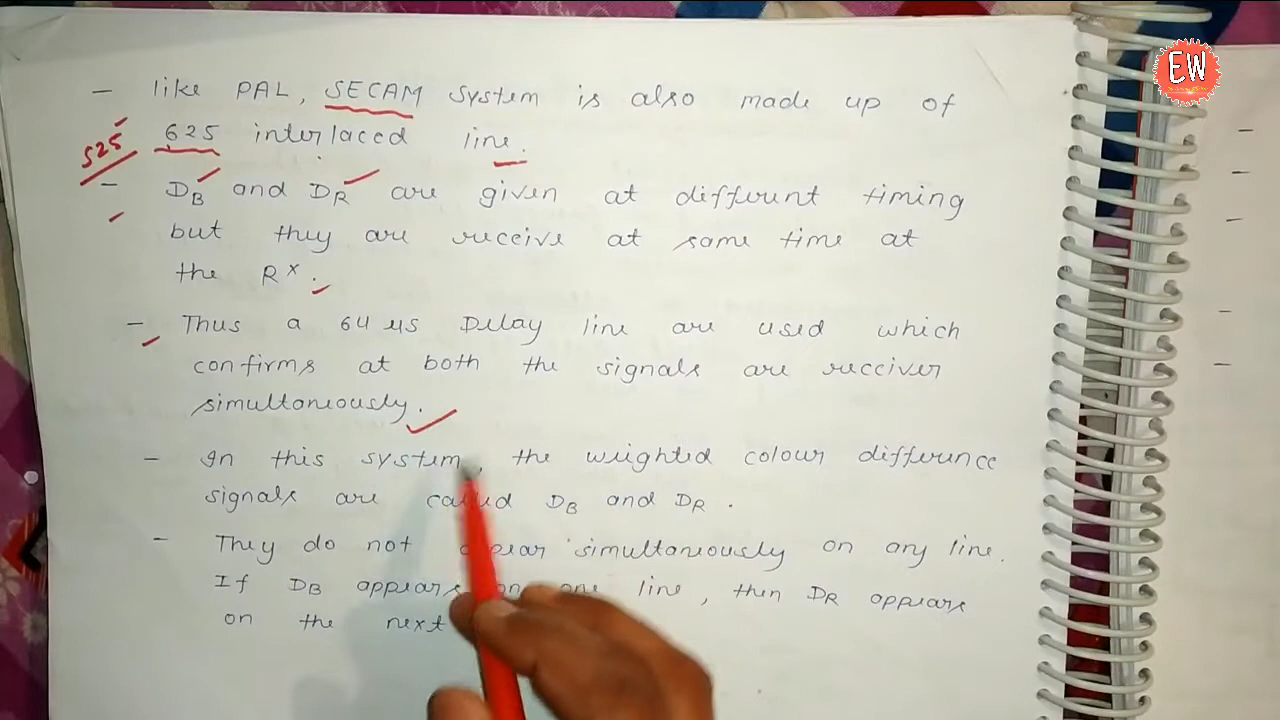 - like PAL, SECAM System is also made up of
525 625 interlaced line.
- DB and DR are given at different timing
but they are receive at same time at
the Rx.
- Thus a 64 us Delay line are used which
confirms at both the signals are receiver
simultaneously.
- In this system, the weighted colour difference
signals are called DB and DR.
- They do not appear simultaneously on any line.
If DB appears on one line, then DR appears
on the next
EW